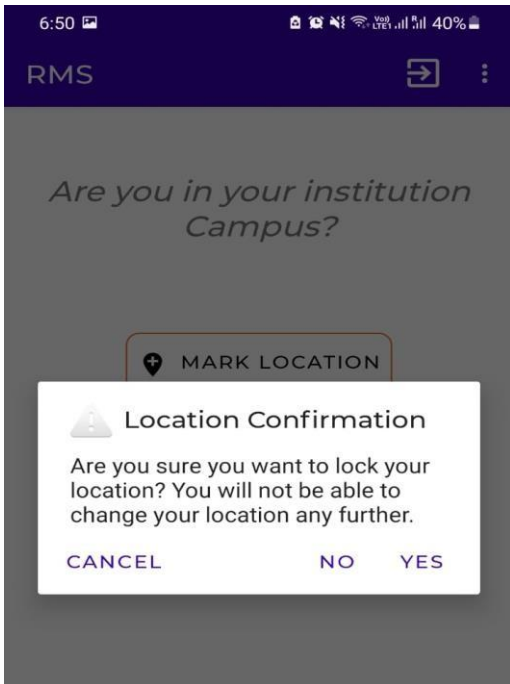 6:50 40%
RMS
Are you in your institution
Campus?
MARK LOCATION
Location Confirmation
Are you sure you want to lock your
location? You will not be able to
change your location any further.
CANCEL NO YES